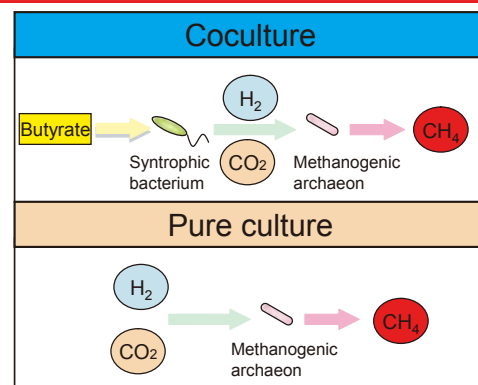 Coculture
H2
Butyrate
CO2
CH4
Syntrophic
bacterium
Methanogenic
archaeon
Pure culture
H2
CO2
CH4
Methanogenic
archaeon